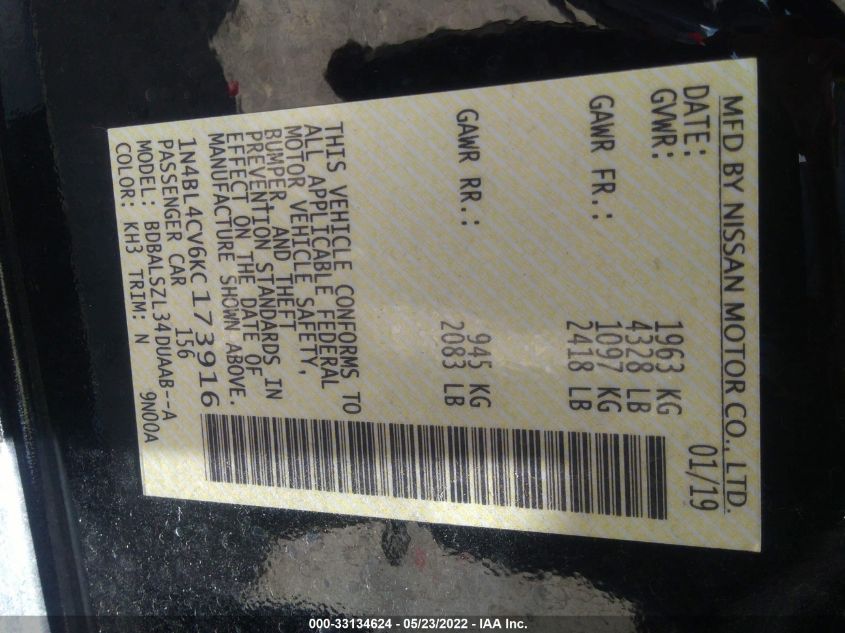 MFD BY NISSAN MOTOR CO., LTD.
DATE: 01/19
GVWR: 1963 KG
4328 LB
GAWR FR.: 1097 KG
2418 LB
GAWR RR.: 945 KG
2083 LB
THIS VEHICLE CONFORMS TO
ALL APPLICABLE FEDERAL
MOTOR VEHICLE SAFETY,
BUMPER, AND THEFT
PREVENTION STANDARDS IN
EFFECT ON THE DATE OF
MANUFACTURE SHOWN ABOVE.
1N4BL4CV6KC173916
PASSENGER CAR 156
MODEL: BDBALSZL34DUAAB--A
COLOR: KH3 TRIM: N 9N00A
000-33134624 - 05/23/2022 - IAA Inc.